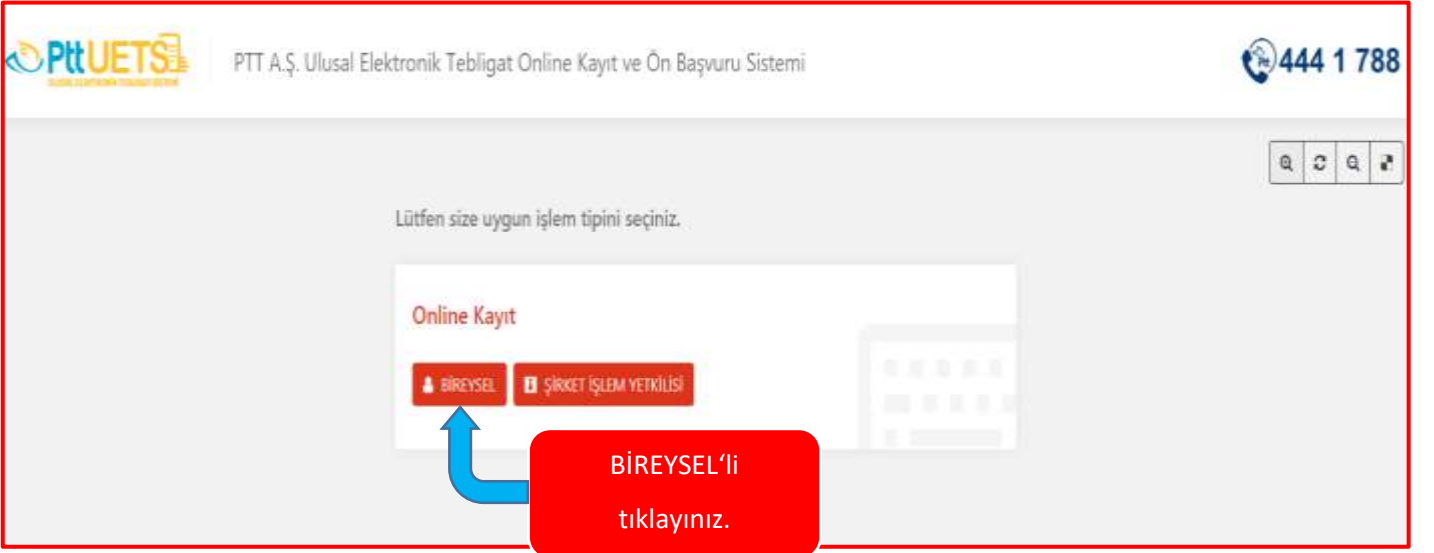 PttUETS
PTT A.Ş. Ulusal Elektronik Tebligat Online Kayıt ve Ön Başvuru Sistemi
444 1 788
Lütfen size uygun işlem tipini seçiniz.
Online Kayıt
BİREYSEL
ŞİRKET İŞLEM YETKİLİSİ
BİREYSEL‘li
tıklayınız.